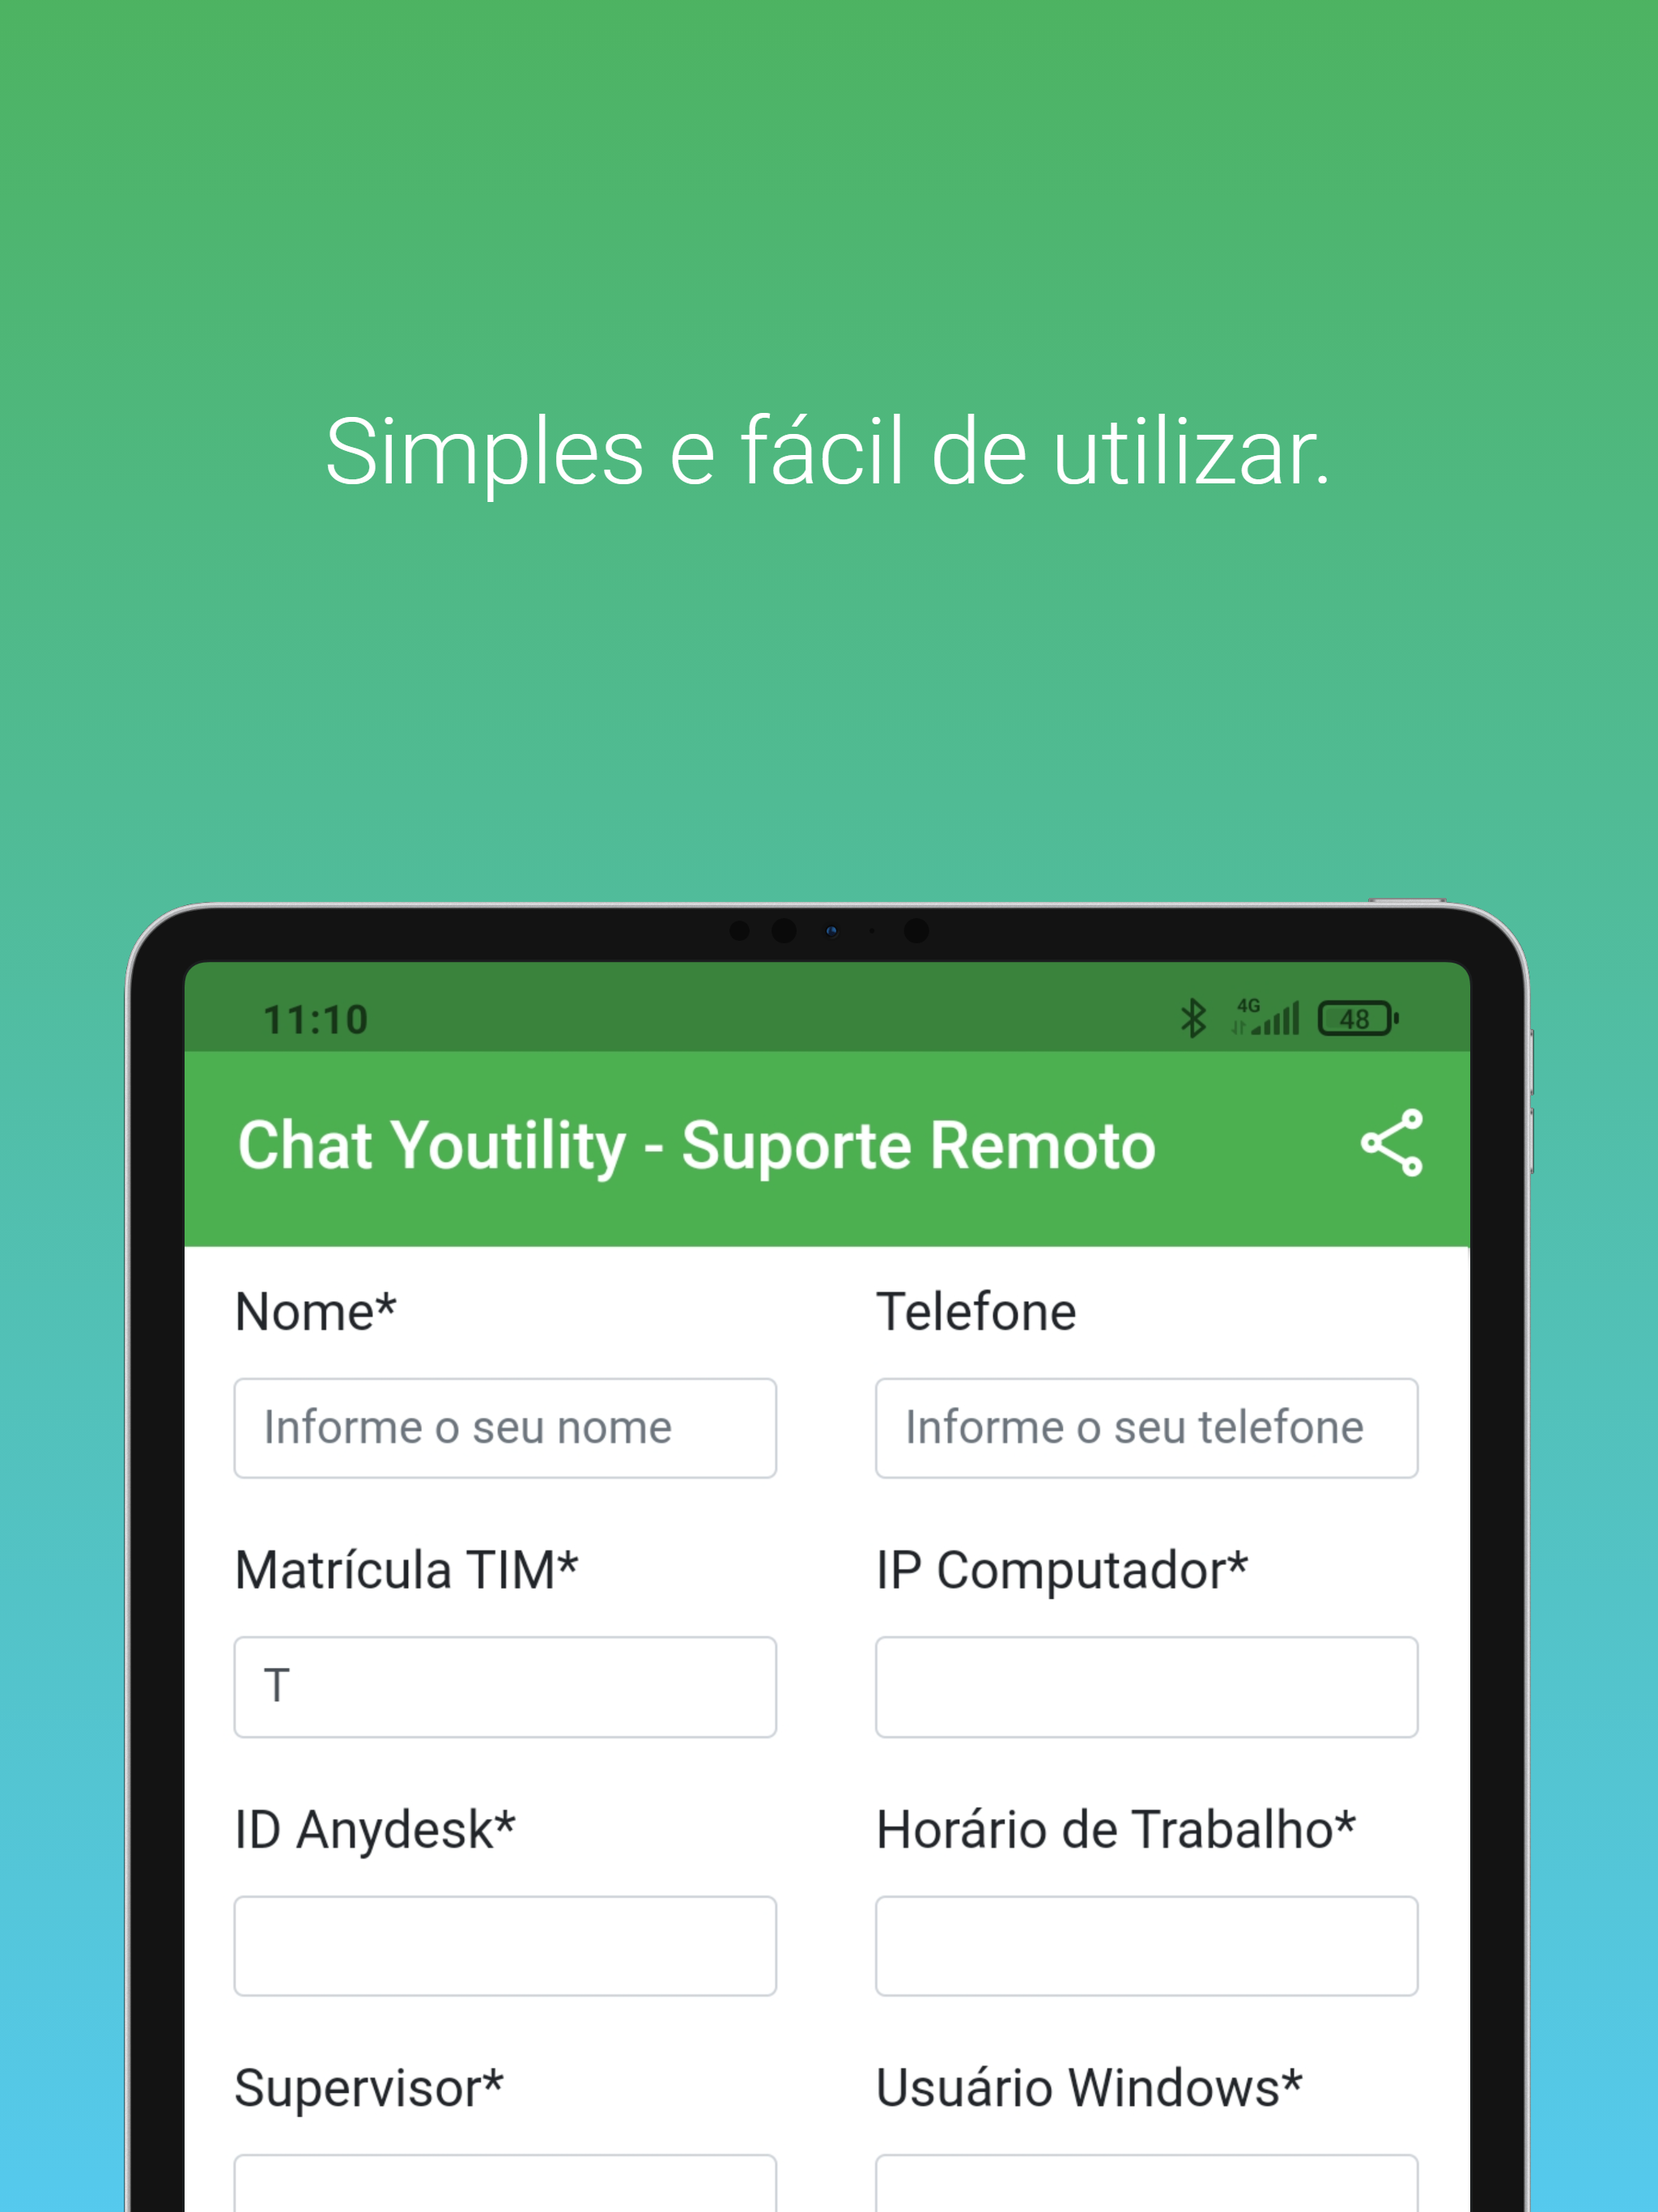 Simples e fácil de utilizar.
11:10
4G
48
Chat Youtility - Suporte Remoto
Nome*
Telefone
Informe o seu nome
Informe o seu telefone
Matrícula TIM*
IP Computador*
T
ID Anydesk*
Horário de Trabalho*
Supervisor*
Usuário Windows*